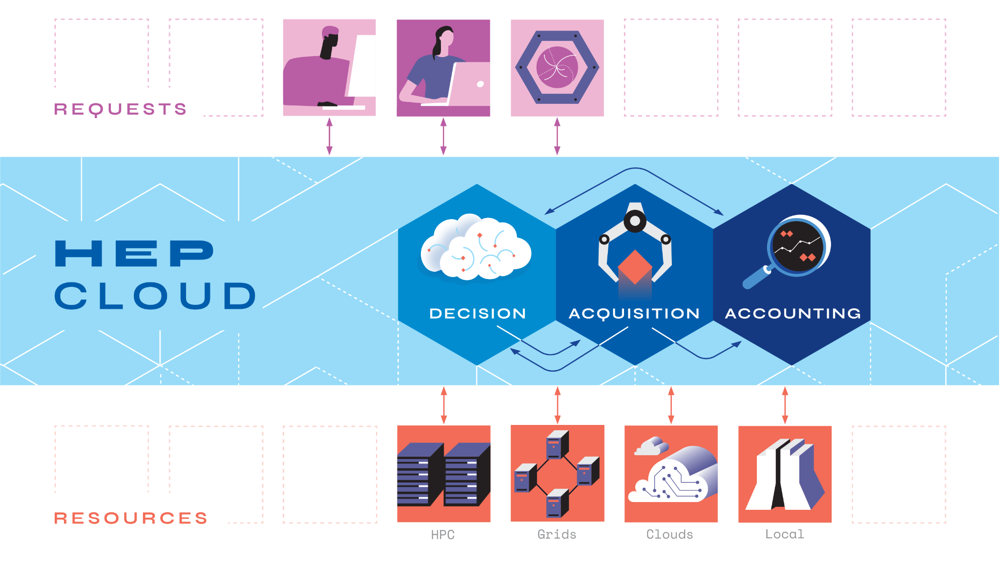 REQUESTS
HEP
CLOUD
DECISION
ACQUISITION
ACCOUNTING
RESOURCES
HPC
Grids
Clouds
Local